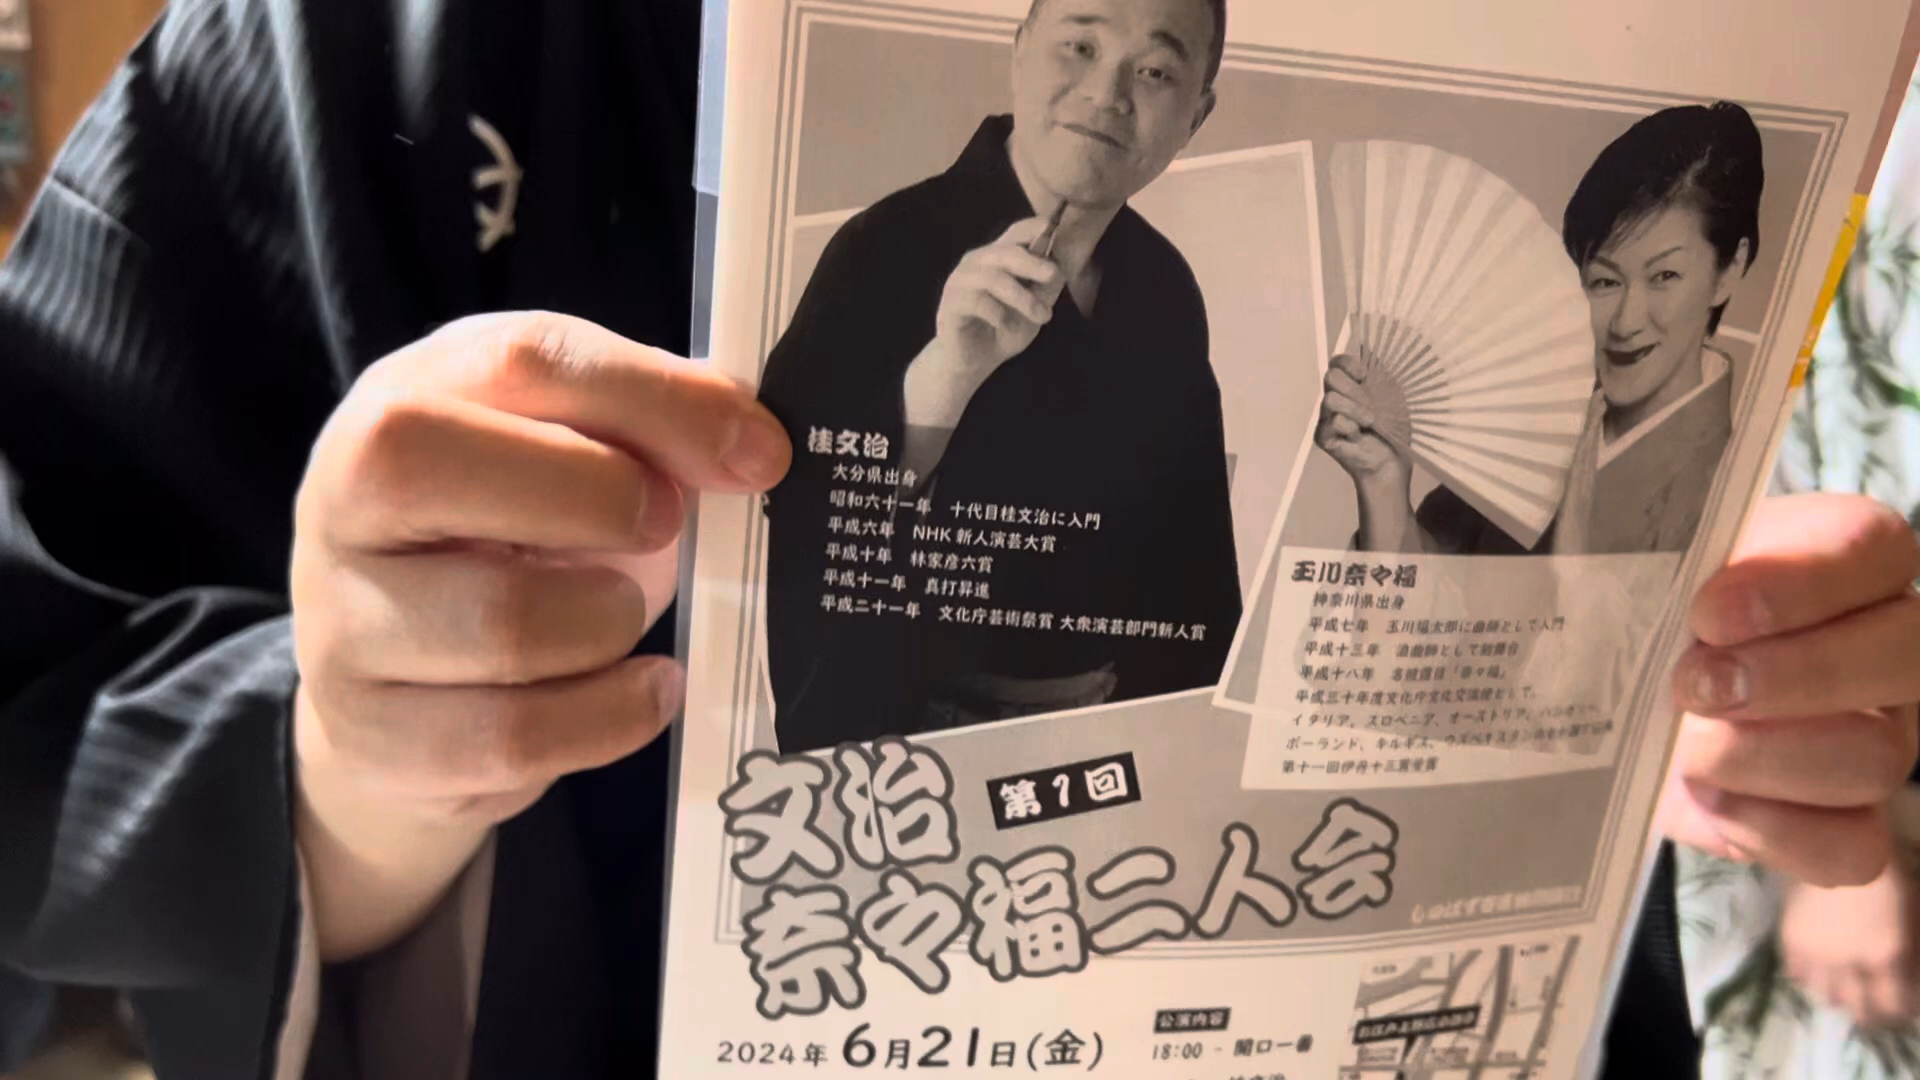 桂文治
大分県出身
昭和六十一年 十代目桂文治に入門
平成六年 NHK 新人演芸大賞
平成十年 林家彦六賞
平成十一年 真打昇進
平成二十一年 文化庁芸術祭賞 大衆演芸部門新人賞
玉川奈々福
神奈川県出身
平成七年 玉川福太郎に曲師として入門
平成十三年 浪曲師として初舞台
平成十八年 名披露目「奈々福」
平成三十年度文化庁文化交流使として、
イタリア、スロベニア、オーストリア、ハンガリー、
ポーランド、キルギス、ウズベキスタン
第十一回伊丹十三賞受賞
文治
第1回
奈々福二人会
2024年 6月21日(金)
公演内容
18:00 - 開口一番